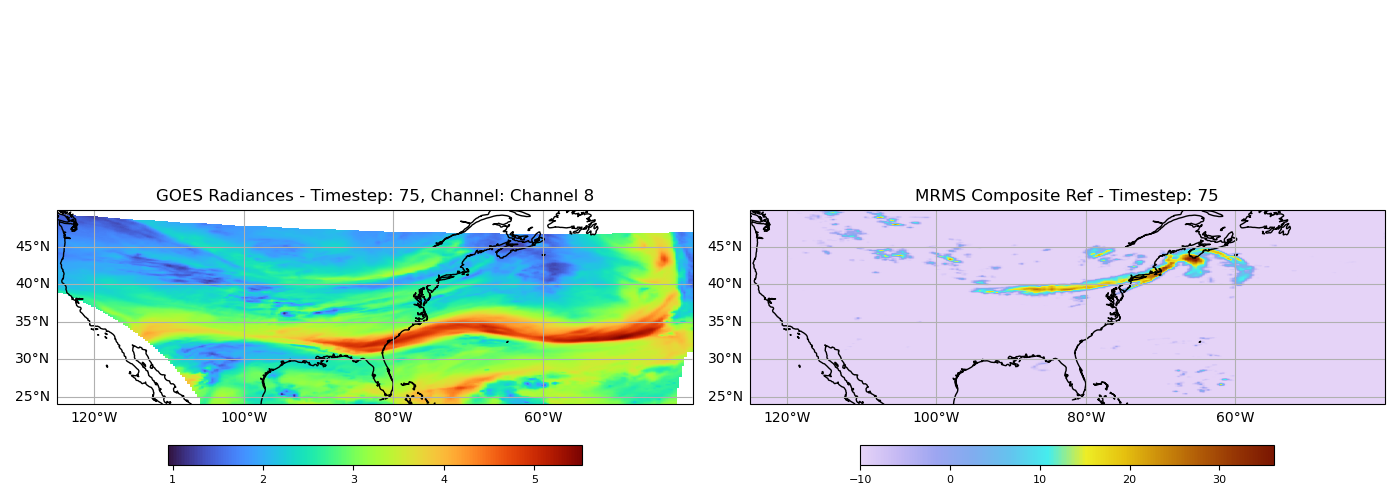 GOES Radiances - Timestep: 75, Channel: Channel 8
45°N
40°N
35°N
30°N
25°N
120°W 100°W 80°W 60°W
1 2 3 4 5
MRMS Composite Ref - Timestep: 75
45°N
40°N
35°N
30°N
25°N
120°W 100°W 80°W 60°W
−10 0 10 20 30